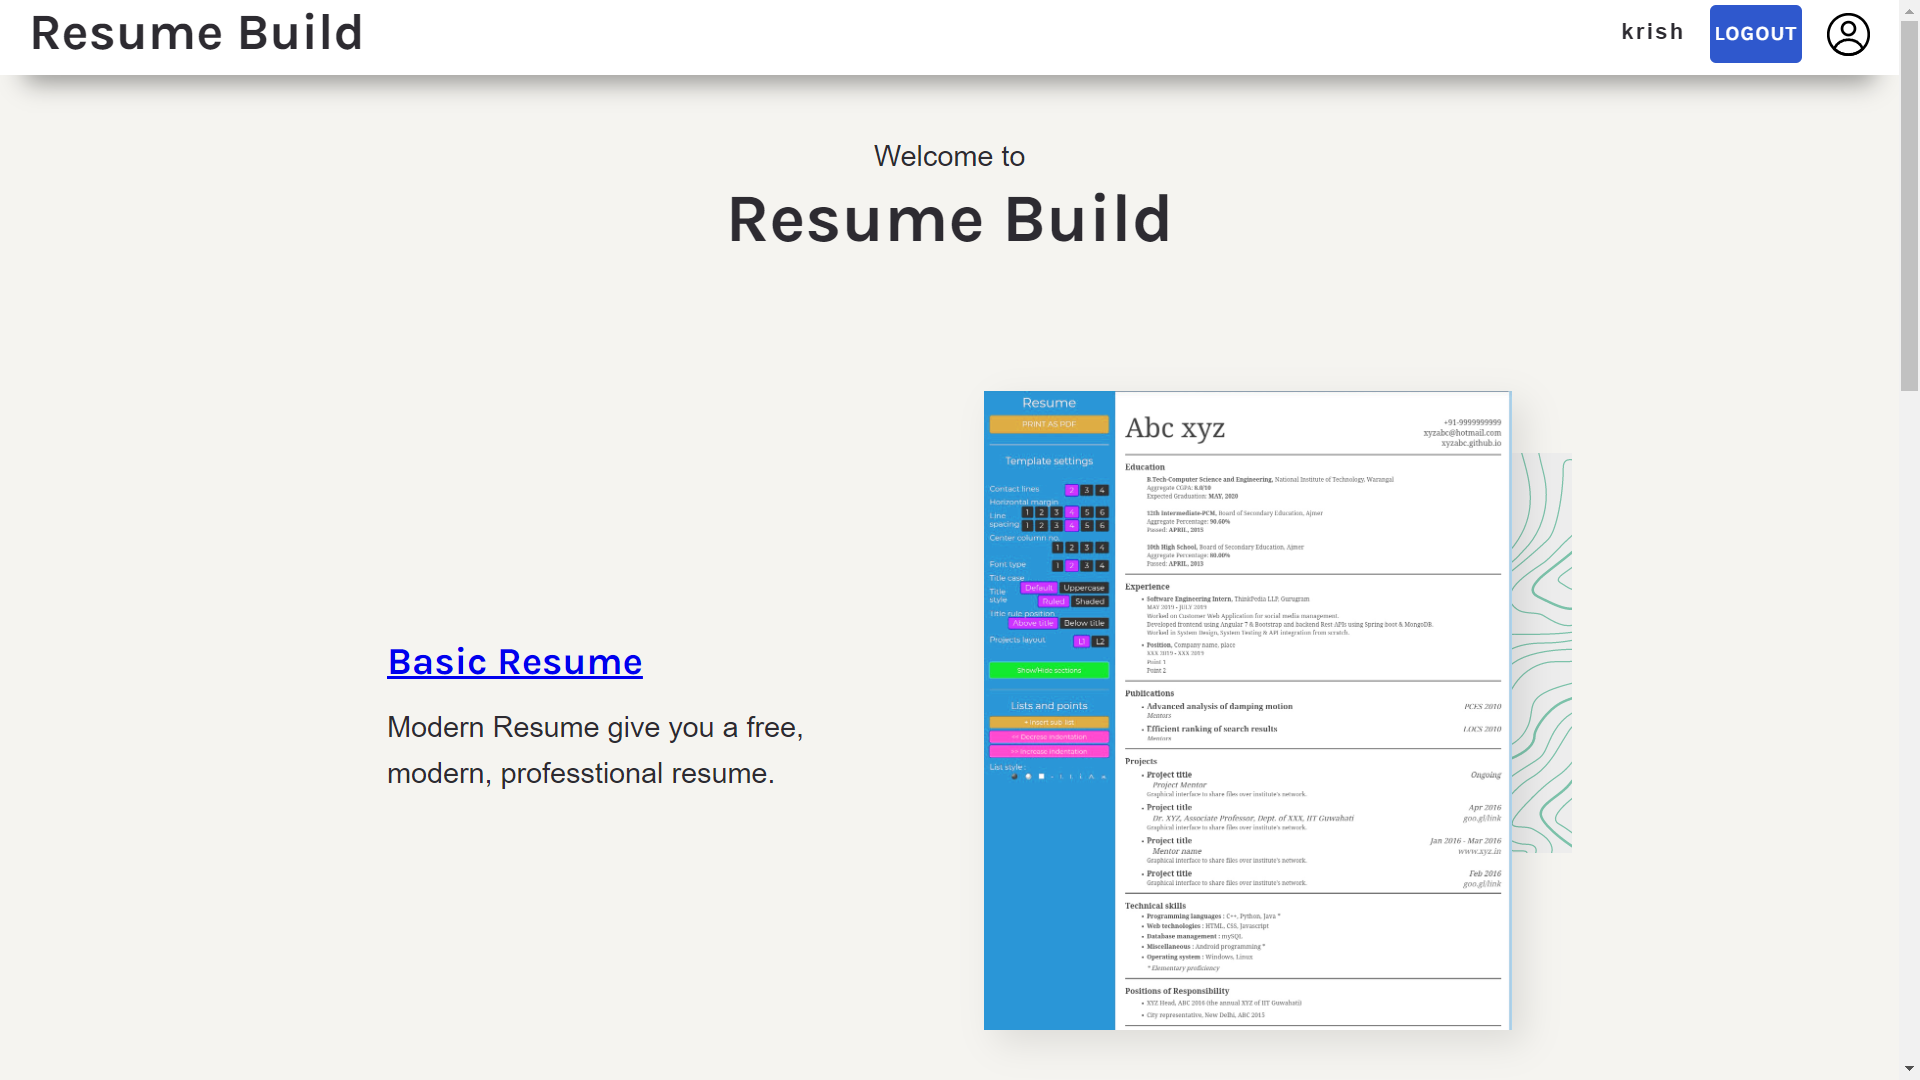 Resume Build
krish
LOGOUT
Welcome to
Resume Build
Basic Resume
Modern Resume give you a free,
modern, professtional resume.
Resume
PRINT AS PDF
Template settings
Contact lines 2 3 4
Horizontal margin
1 2 3 4 5 6
Line
spacing 1 2 3 4 5 6
Center column no.
1 2 3 4
Font type 1 2 3 4
Title case
Default Uppercase
Title
style
Ruled Shaded
Title rule position
Above title Below title
Projects layout L1 L2
Show/Hide sections
Lists and points
+ Insert sub list
<< Decrese indentation
>> Increase indentation
List style :
Abc xyz
+91-9999999999
xyzabc@hotmail.com
xyzabc.github.io
Education
B.Tech-Computer Science and Engineering, National Institute of Technology, Warangal
Aggregate CGPA: 8.0/10
Expected Graduation: MAY, 2020
12th Intermediate-PCM, Board of Secondary Education, Ajmer
Aggregate Percentage: 90.60%
Passed: APRIL, 2015
10th High School, Board of Secondary Education, Ajmer
Aggregate Percentage: 80.00%
Passed: APRIL, 2013
Experience
• Software Engineering Intern, ThinkPedia LLP, Gurugram
MAY 2019 - JULY 2019
Worked on Customer Web Application for social media management.
Developed frontend using Angular 7 & Bootstrap and backend Rest APIs using Spring-boot & MongoDB.
Worked in System Design, System Testing & API integration from scratch.
• Position, Company name, place
XXX 2019 - XXX 2019
Point 1
Point 2
Publications
• Advanced analysis of damping motion PCES 2010
Mentors
• Efficient ranking of search results LOCS 2010
Mentors
Projects
• Project title Ongoing
Project Mentor
Graphical interface to share files over institute's network.
• Project title Apr 2016
Dr. XYZ, Associate Professor, Dept. of XXX, IIT Guwahati goo.gl/link
Graphical interface to share files over institute's network.
• Project title Jan 2016 - Mar 2016
Mentor name www.xyz.in
Graphical interface to share files over institute's network.
• Project title Feb 2016
Graphical interface to share files over institute's network. goo.gl/link
Technical skills
• Programming languages : C++, Python, Java *
• Web technologies : HTML, CSS, Javascript
• Database management : mySQL
• Miscellaneous : Android programming *
• Operating system : Windows, Linux
* Elementary proficiency
Positions of Responsibility
• XYZ Head, ABC 2016 (the annual XYZ of IIT Guwahati)
• City representative, New Delhi, ABC 2015